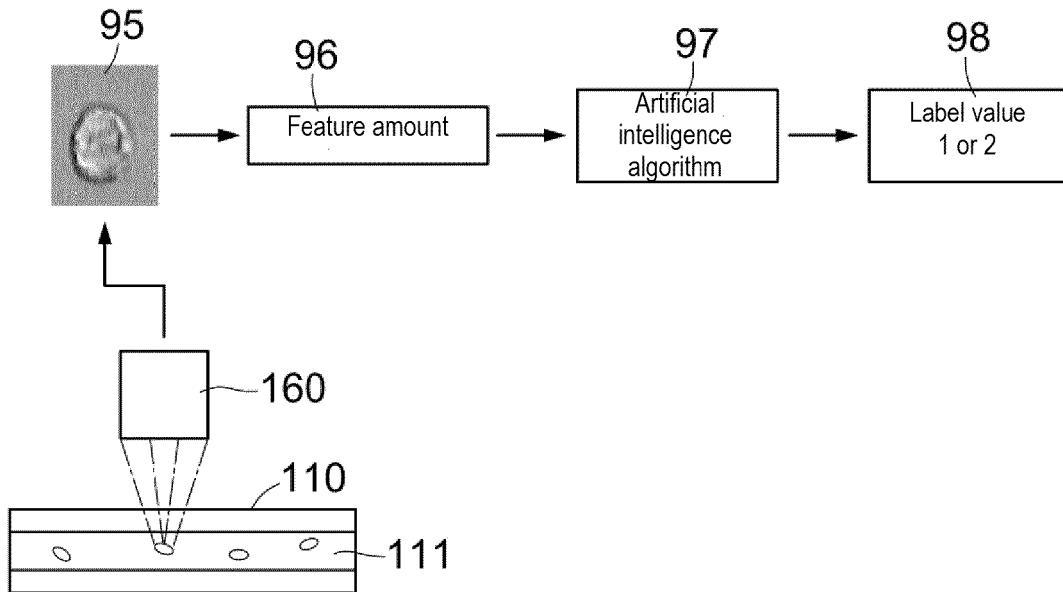 95
96
97
98
Feature amount
Artificial
intelligence
algorithm
Label value
1 or 2
160
110
111